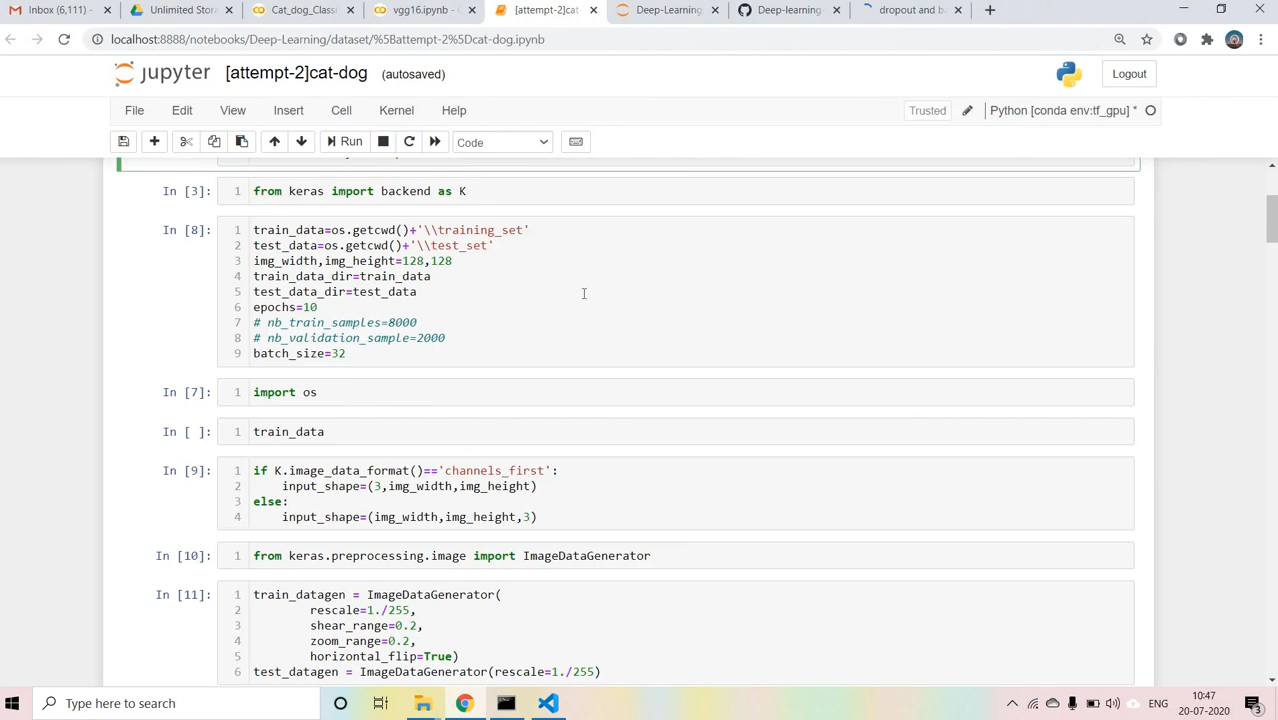 Inbox (6,111) -
Unlimited Stora
Cat_dog_Classi
vgg16.ipynb - C
[attempt-2]cat
Deep-Learning,
Deep-learning-
dropout and ba
localhost:8888/notebooks/Deep-Learning/dataset/%5Battempt-2%5Dcat-dog.ipynb
jupyter [attempt-2]cat-dog (autosaved)
Logout
File Edit View Insert Cell Kernel Help
Trusted Python [conda env:tf_gpu] *
Run Code
In [3]: 1 from keras import backend as K
In [8]: 1 train_data=os.getcwd()+'\\training_set'
2 test_data=os.getcwd()+'\\test_set'
3 img_width,img_height=128,128
4 train_data_dir=train_data
5 test_data_dir=test_data
6 epochs=10
7 # nb_train_samples=8000
8 # nb_validation_sample=2000
9 batch_size=32
In [7]: 1 import os
In [ ]: 1 train_data
In [9]: 1 if K.image_data_format()=='channels_first':
2 input_shape=(3,img_width,img_height)
3 else:
4 input_shape=(img_width,img_height,3)
In [10]: 1 from keras.preprocessing.image import ImageDataGenerator
In [11]: 1 train_datagen = ImageDataGenerator(
2 rescale=1./255,
3 shear_range=0.2,
4 zoom_range=0.2,
5 horizontal_flip=True)
6 test_datagen = ImageDataGenerator(rescale=1./255)
Type here to search
ENG
10:47
20-07-2020
3